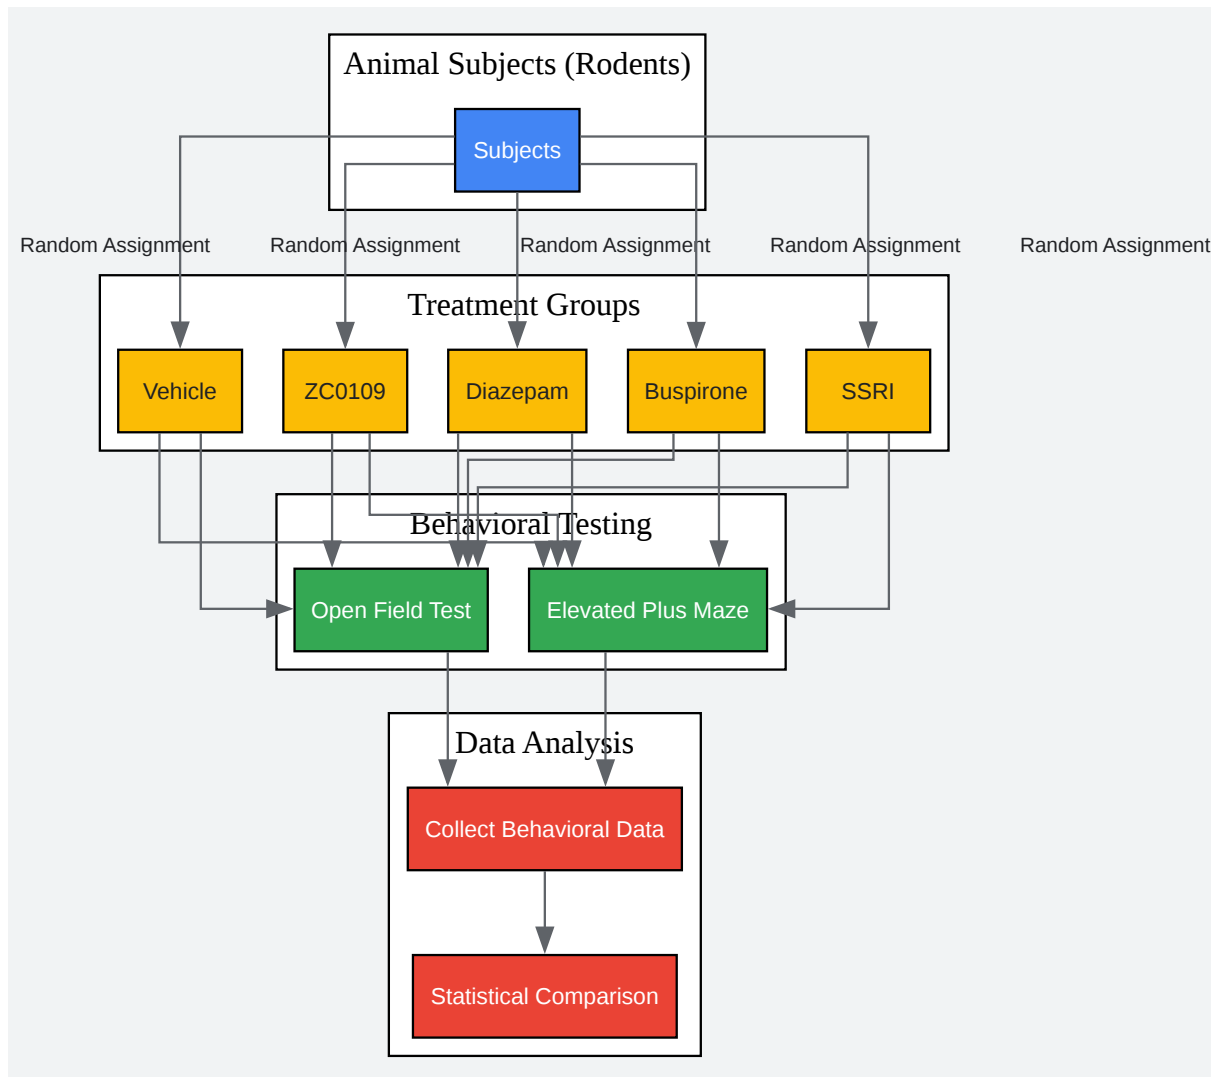 Animal Subjects (Rodents)
Subjects
Random Assignment
Random Assignment
Random Assignment
Random Assignment
Random Assignment
Treatment Groups
Vehicle
ZC0109
Diazepam
Buspirone
SSRI
Behavioral Testing
Open Field Test
Elevated Plus Maze
Data Analysis
Collect Behavioral Data
Statistical Comparison